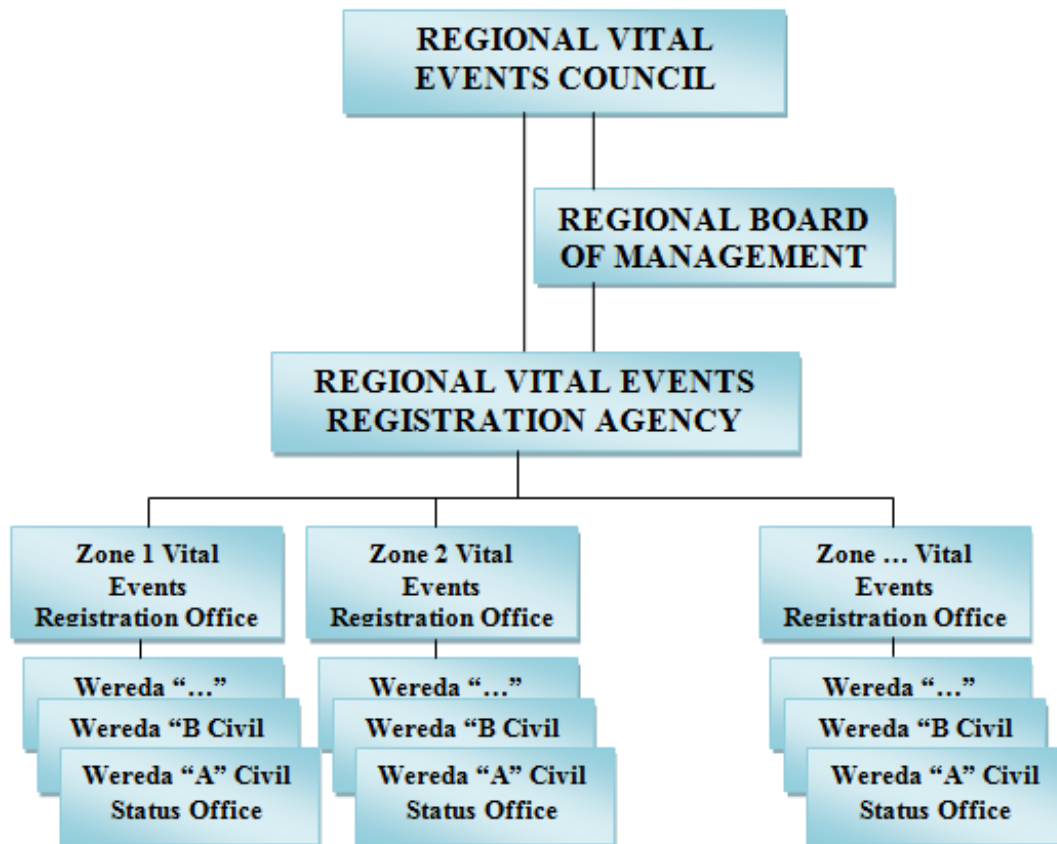 REGIONAL VITAL
EVENTS COUNCIL
REGIONAL BOARD
OF MANAGEMENT
REGIONAL VITAL EVENTS
REGISTRATION AGENCY
Zone 1 Vital
Events
Registration Office
Zone 2 Vital
Events
Registration Office
Zone … Vital
Events
Registration Office
Wereda “…”
Wereda “B Civil
Wereda “A” Civil
Status Office
Wereda “…”
Wereda “B Civil
Wereda “A” Civil
Status Office
Wereda “…”
Wereda “B Civil
Wereda “A” Civil
Status Office